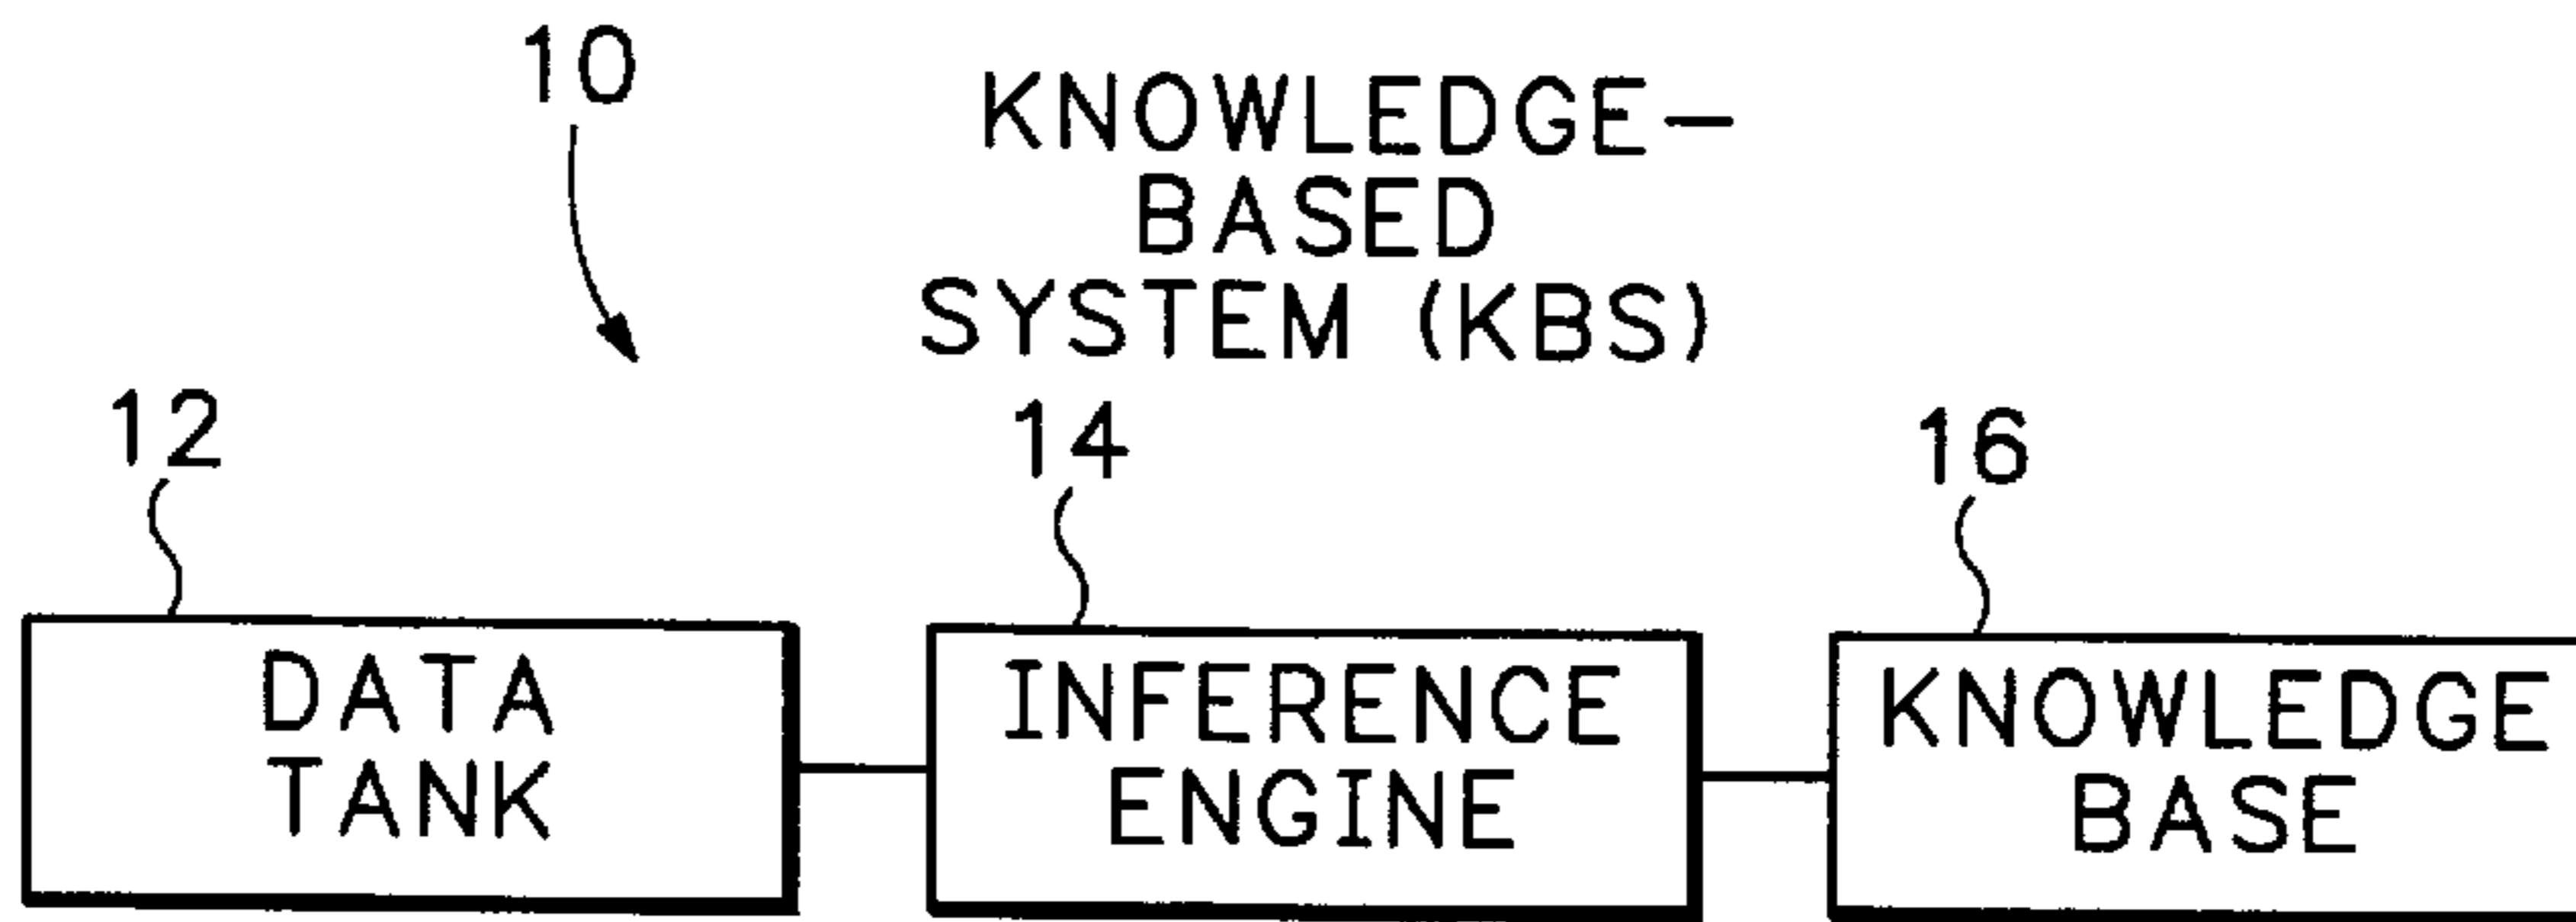 10
KNOWLEDGE-
BASED
SYSTEM (KBS)
12
14
16
DATA
TANK
INFERENCE
ENGINE
KNOWLEDGE
BASE